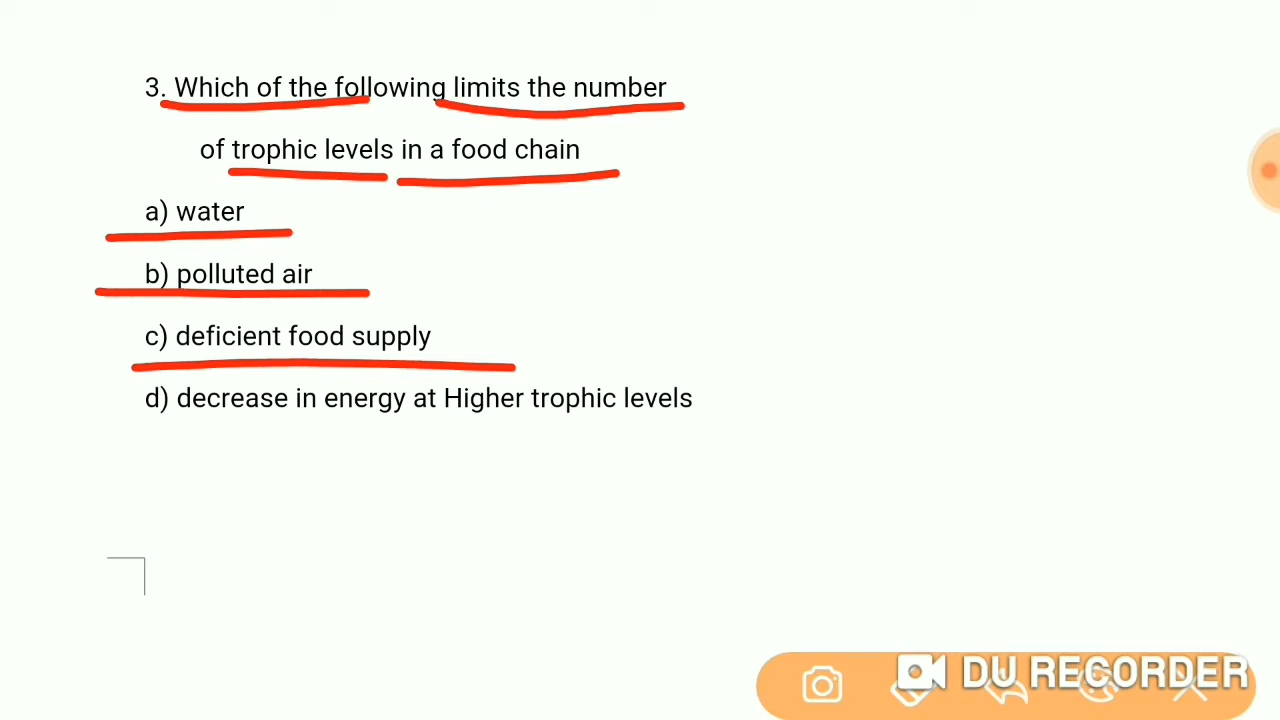 3. Which of the following limits the number
of trophic levels in a food chain
a) water
b) polluted air
c) deficient food supply
d) decrease in energy at Higher trophic levels
DU RECORDER